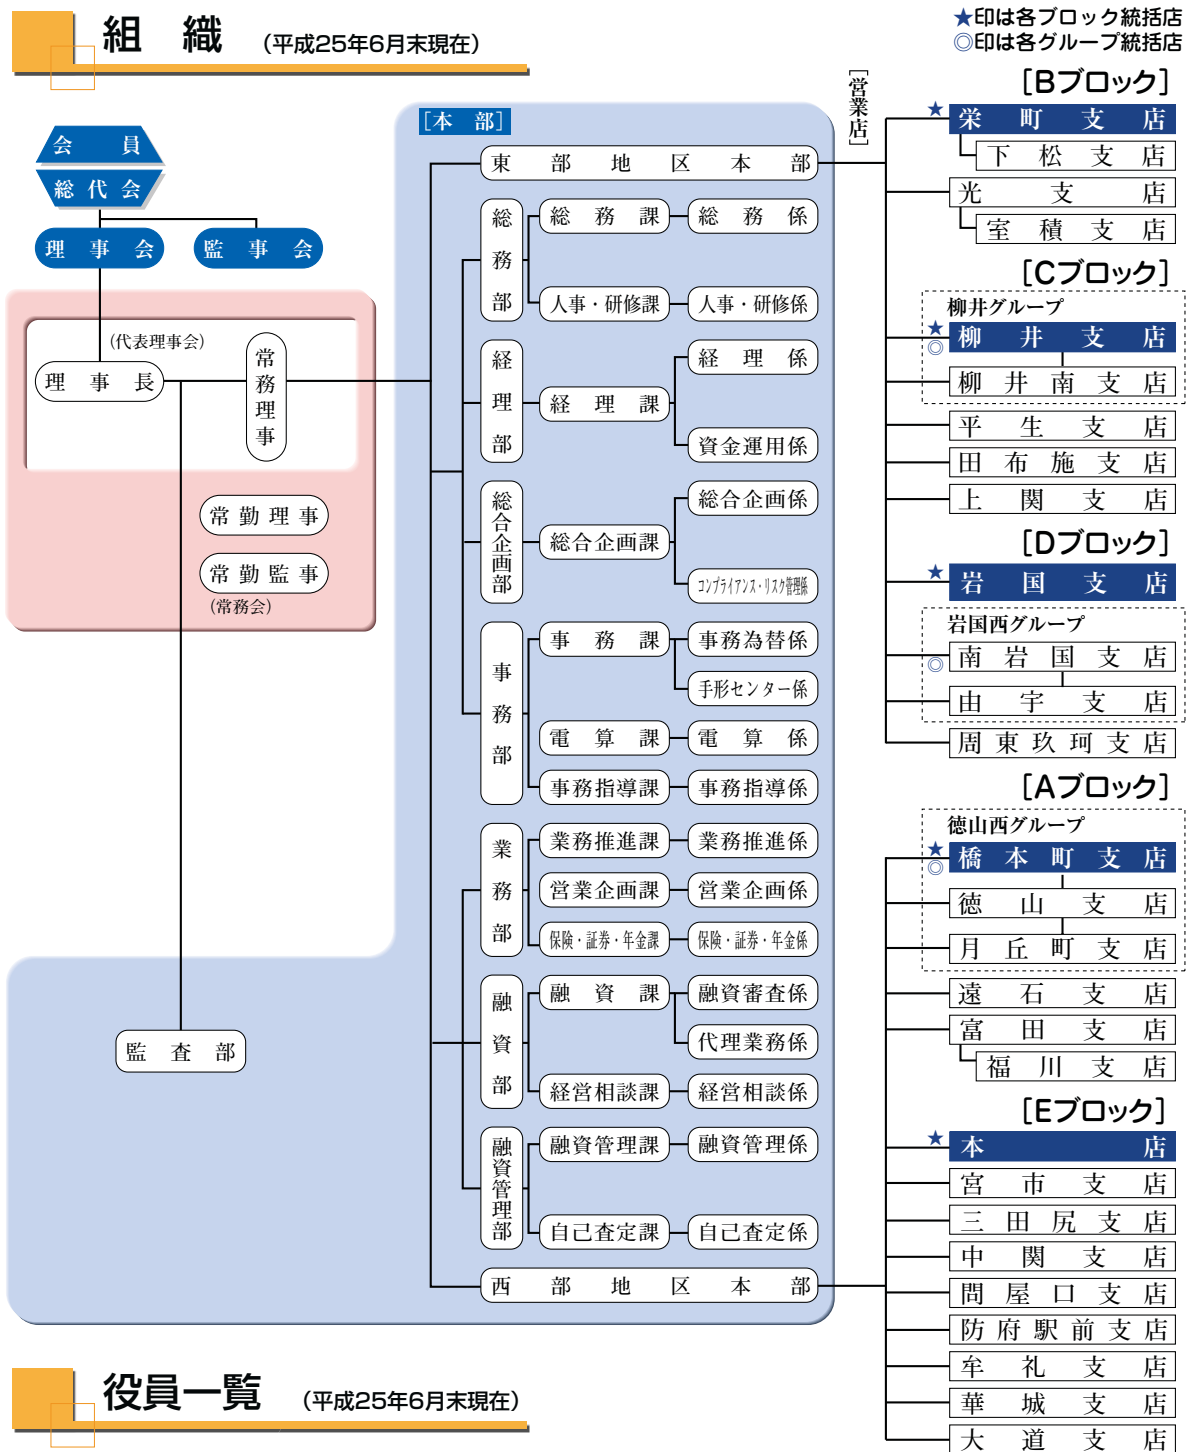 組　織　(平成25年6月末現在)
★印は各ブロック統括店
◎印は各グループ統括店
会員
総代会
理事会
監事会
(代表理事会)
理事長
常務理事
常勤理事
常勤監事
(常務会)
監査部
[本　部]
東部地区本部
総務部
総務課
総務係
人事・研修課
人事・研修係
経理部
経理課
経理係
資金運用係
総合企画部
総合企画課
総合企画係
コンプライアンス・リスク管理係
事務部
事務課
事務為替係
手形センター係
電算課
電算係
事務指導課
事務指導係
業務部
業務推進課
業務推進係
営業企画課
営業企画係
保険・証券・年金課
保険・証券・年金係
融資部
融資課
融資審査係
代理業務係
経営相談課
経営相談係
融資管理部
融資管理課
融資管理係
自己査定課
自己査定係
西部地区本部
[営業店]
[Bブロック]
★
栄町支店
下松支店
光支店
室積支店
[Cブロック]
柳井グループ
★
◎
柳井支店
柳井南支店
平生支店
田布施支店
上関支店
[Dブロック]
★
岩国支店
岩国西グループ
◎
南岩国支店
由宇支店
周東玖珂支店
[Aブロック]
徳山西グループ
★
◎
橋本町支店
徳山支店
月丘町支店
遠石支店
富田支店
福川支店
[Eブロック]
★
本店
宮市支店
三田尻支店
中関支店
問屋口支店
防府駅前支店
牟礼支店
華城支店
大道支店
役員一覧　(平成25年6月末現在)